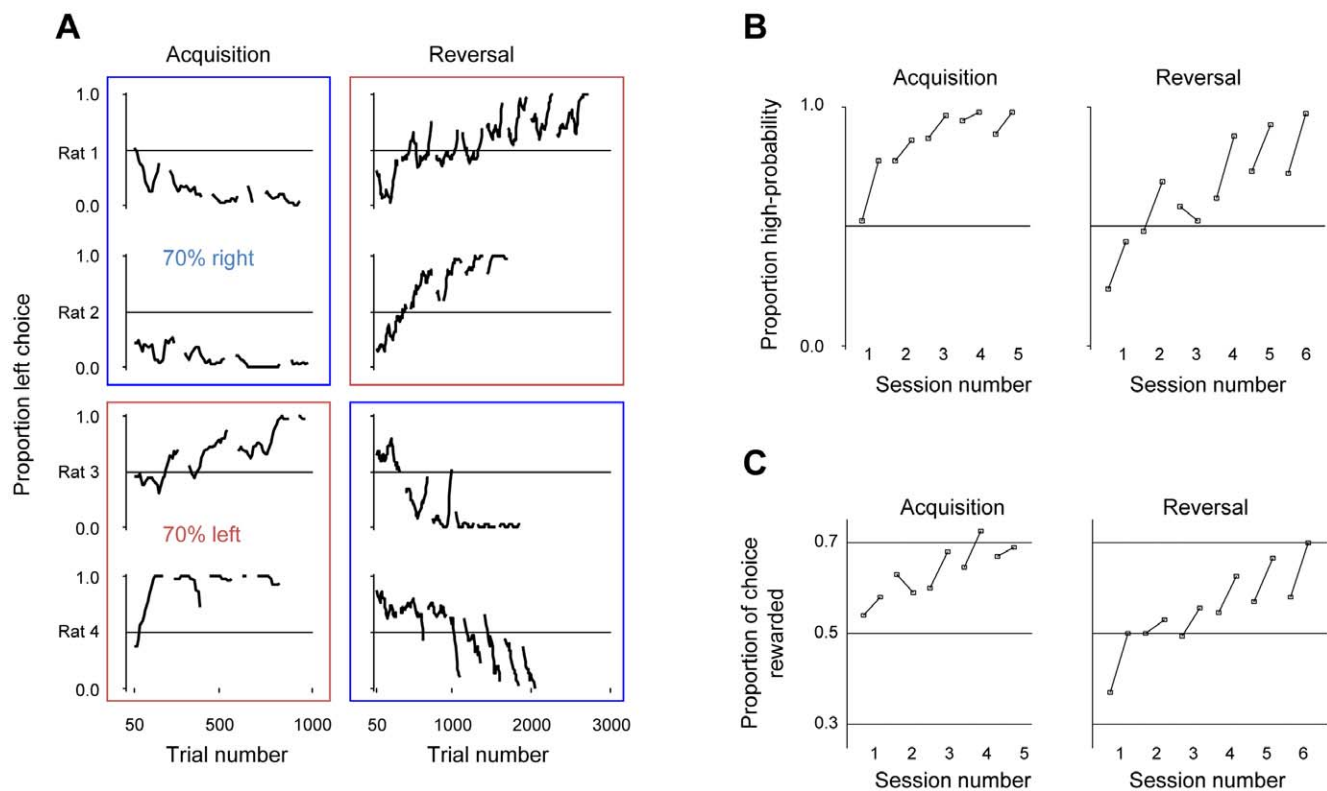 A
Acquisition
Reversal
Proportion left choice
1.0
Rat 1
0.0
1.0
70% right
Rat 2
0.0
1.0
Rat 3
0.0
70% left
1.0
Rat 4
0.0
50 500 1000
Trial number
50 1000 2000 3000
Trial number
B
Acquisition
Reversal
Proportion high-probability
1.0
0.0
1 2 3 4 5
Session number
1 2 3 4 5 6
Session number
C
Acquisition
Reversal
Proportion of choice
rewarded
0.7
0.5
0.3
1 2 3 4 5
Session number
1 2 3 4 5 6
Session number